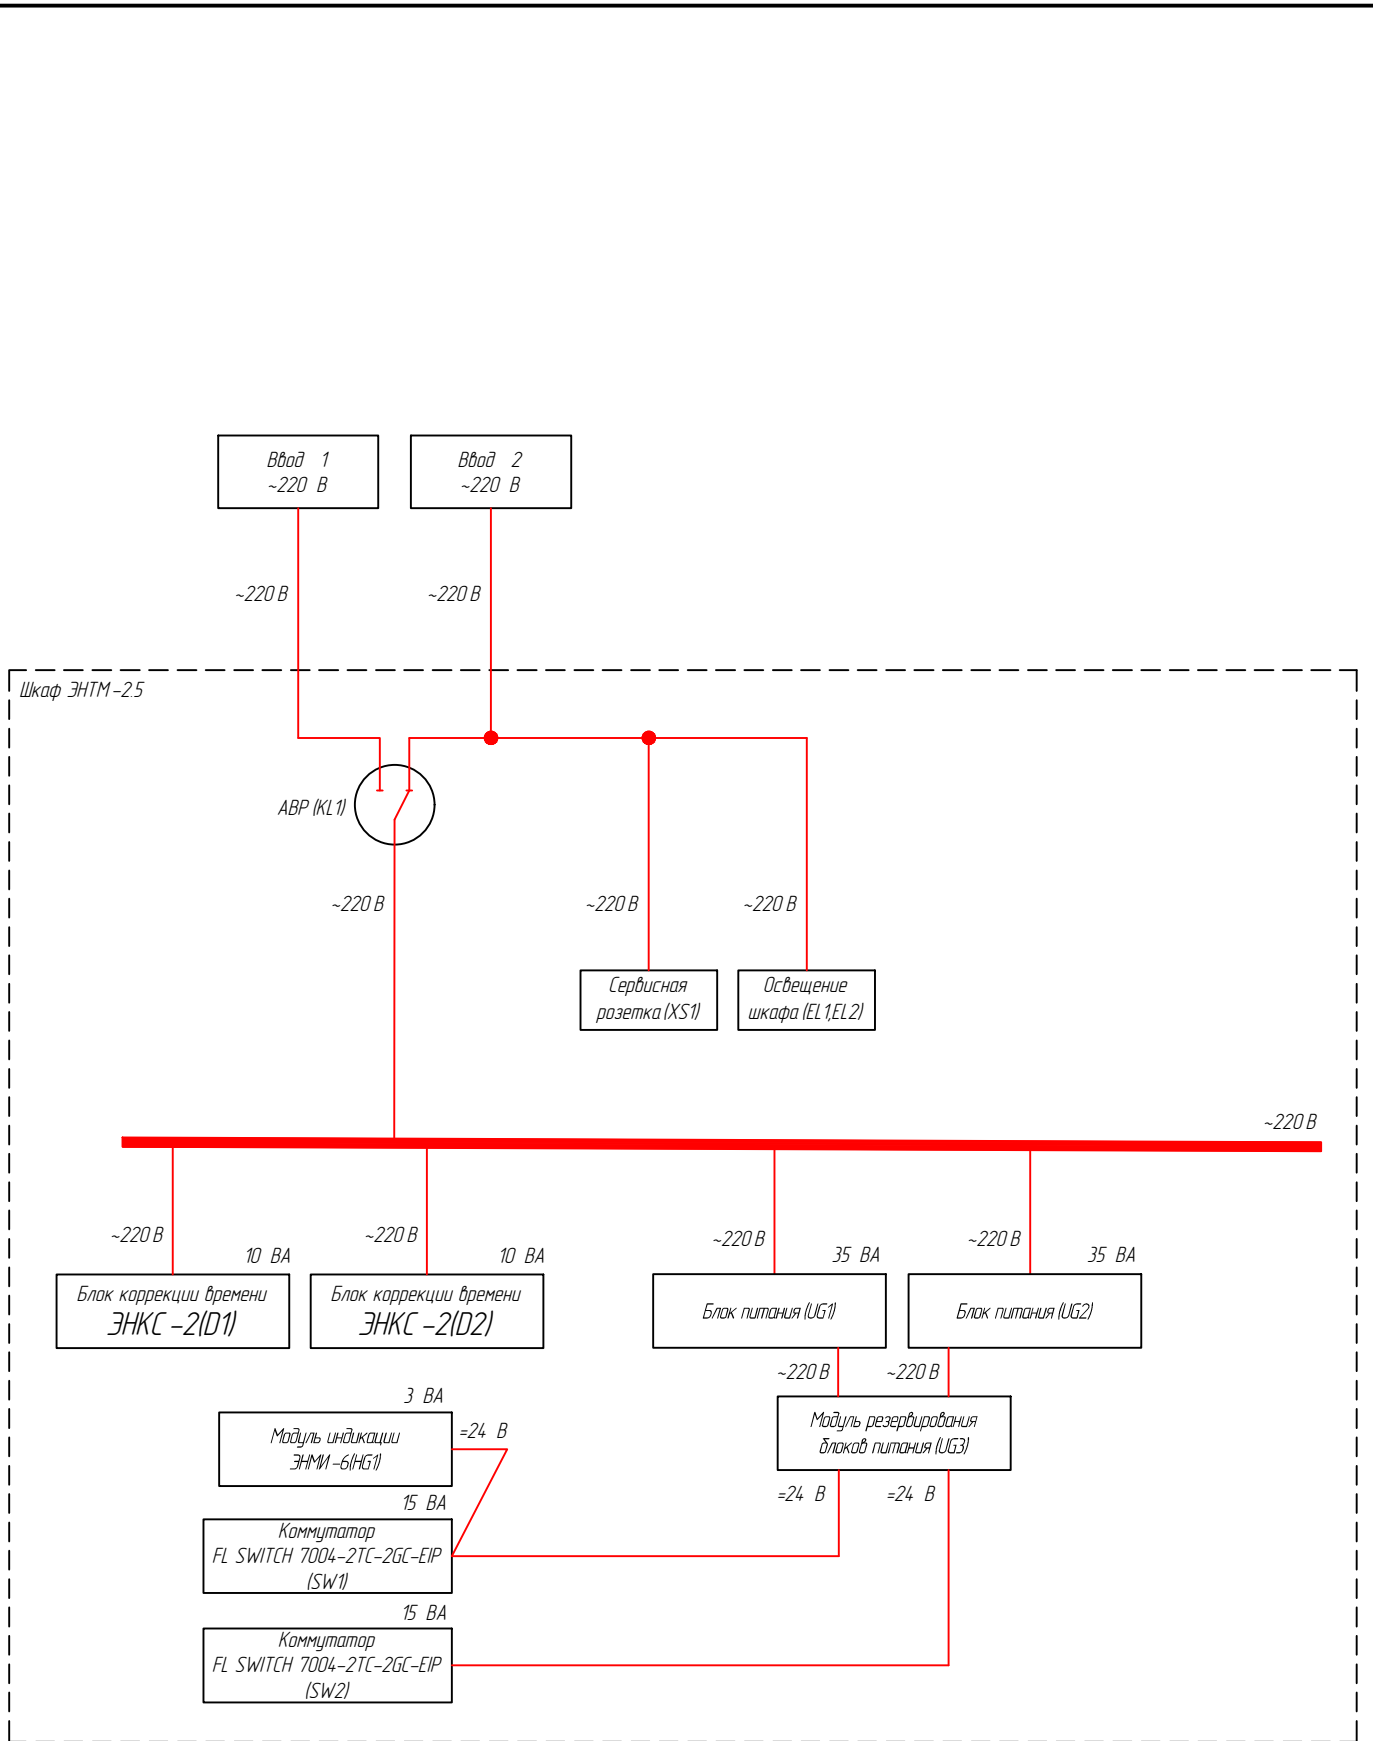 Ввод 1
~220 В
Ввод 2
~220 В
~220 В
~220 В
Шкаф ЭНТМ-2.5
АВР (KL1)
~220 В
~220 В
~220 В
Сервисная
розетка (XS1)
Освещение
шкафа (EL1,EL2)
~220 В
~220 В
10 ВА
~220 В
10 ВА
~220 В
35 ВА
~220 В
35 ВА
Блок коррекции времени
ЭНКС-2(D1)
Блок коррекции времени
ЭНКС-2(D2)
Блок питания (UG1)
Блок питания (UG2)
~220 В
~220 В
3 ВА
Модуль индикации
ЭНМИ-6(HG1)
=24 В
Модуль резервирования
блоков питания (UG3)
=24 В
=24 В
15 ВА
Коммутатор
FL SWITCH 7004-2TC-2GC-EIP
(SW1)
15 ВА
Коммутатор
FL SWITCH 7004-2TC-2GC-EIP
(SW2)